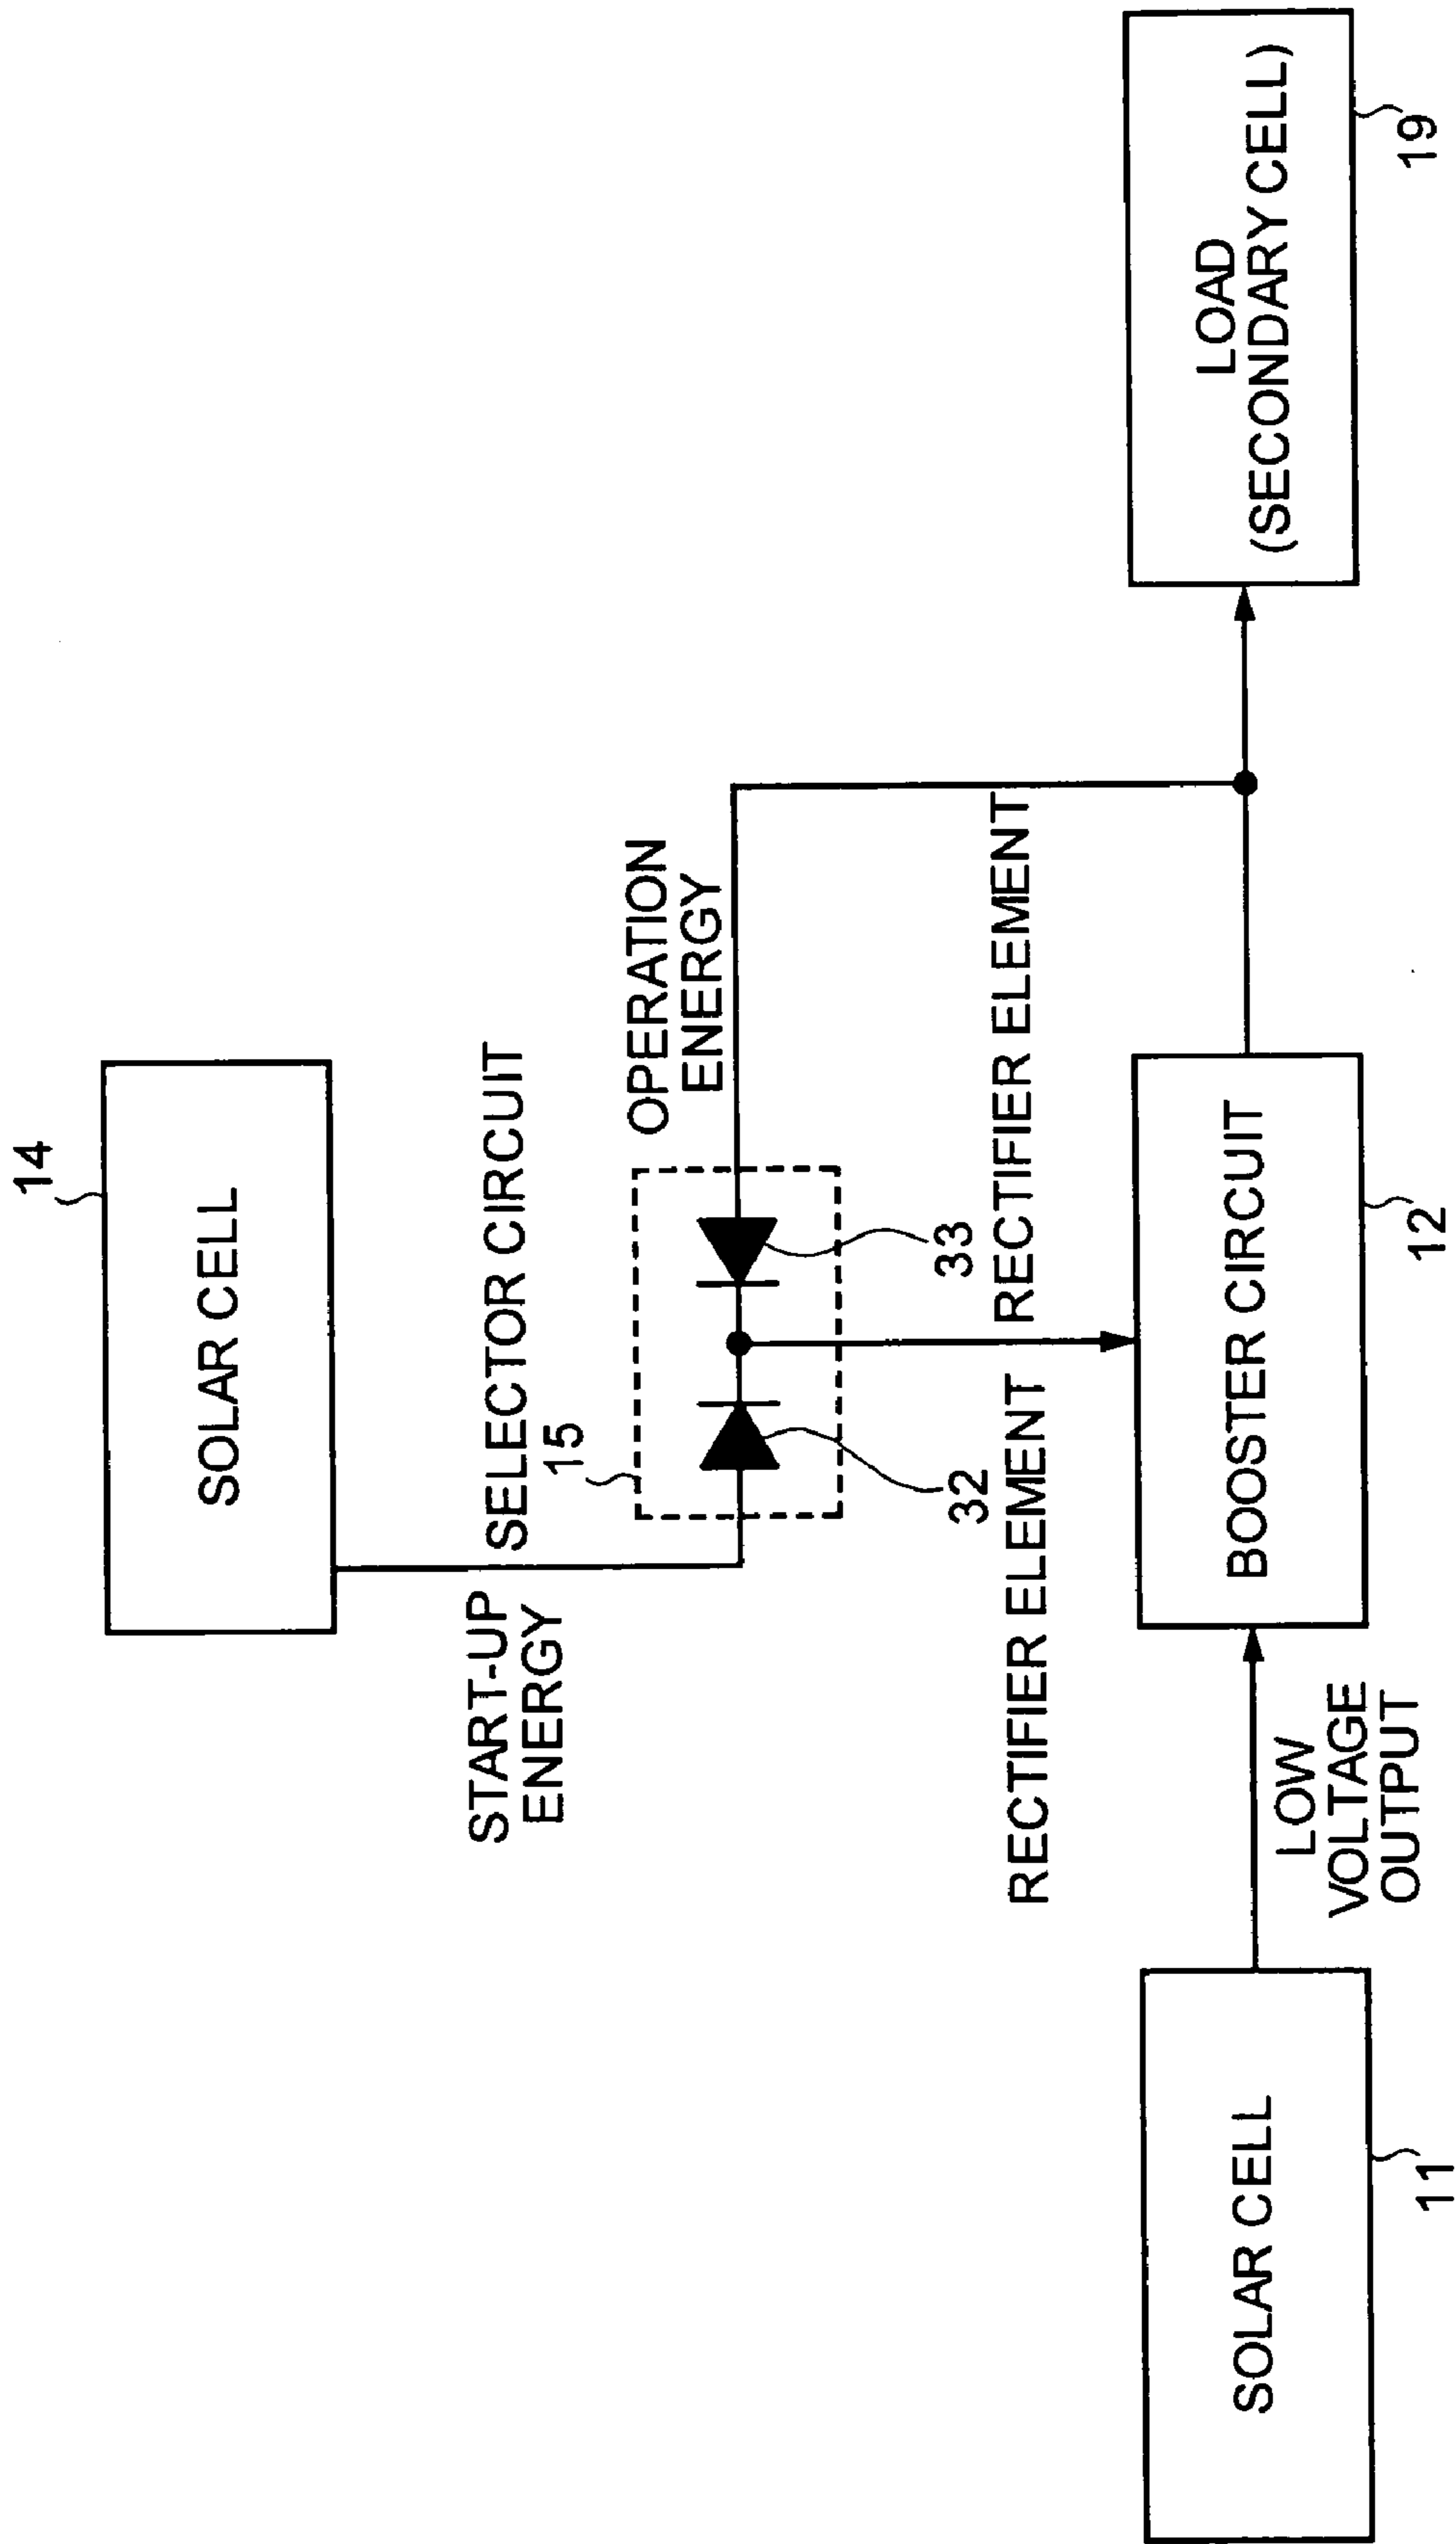 14
SOLAR CELL
START-UP
ENERGY
SELECTOR CIRCUIT
15
OPERATION
ENERGY
32
33
RECTIFIER ELEMENT
RECTIFIER ELEMENT
SOLAR CELL
11
LOW
VOLTAGE
OUTPUT
BOOSTER CIRCUIT
12
LOAD
(SECONDARY CELL)
19